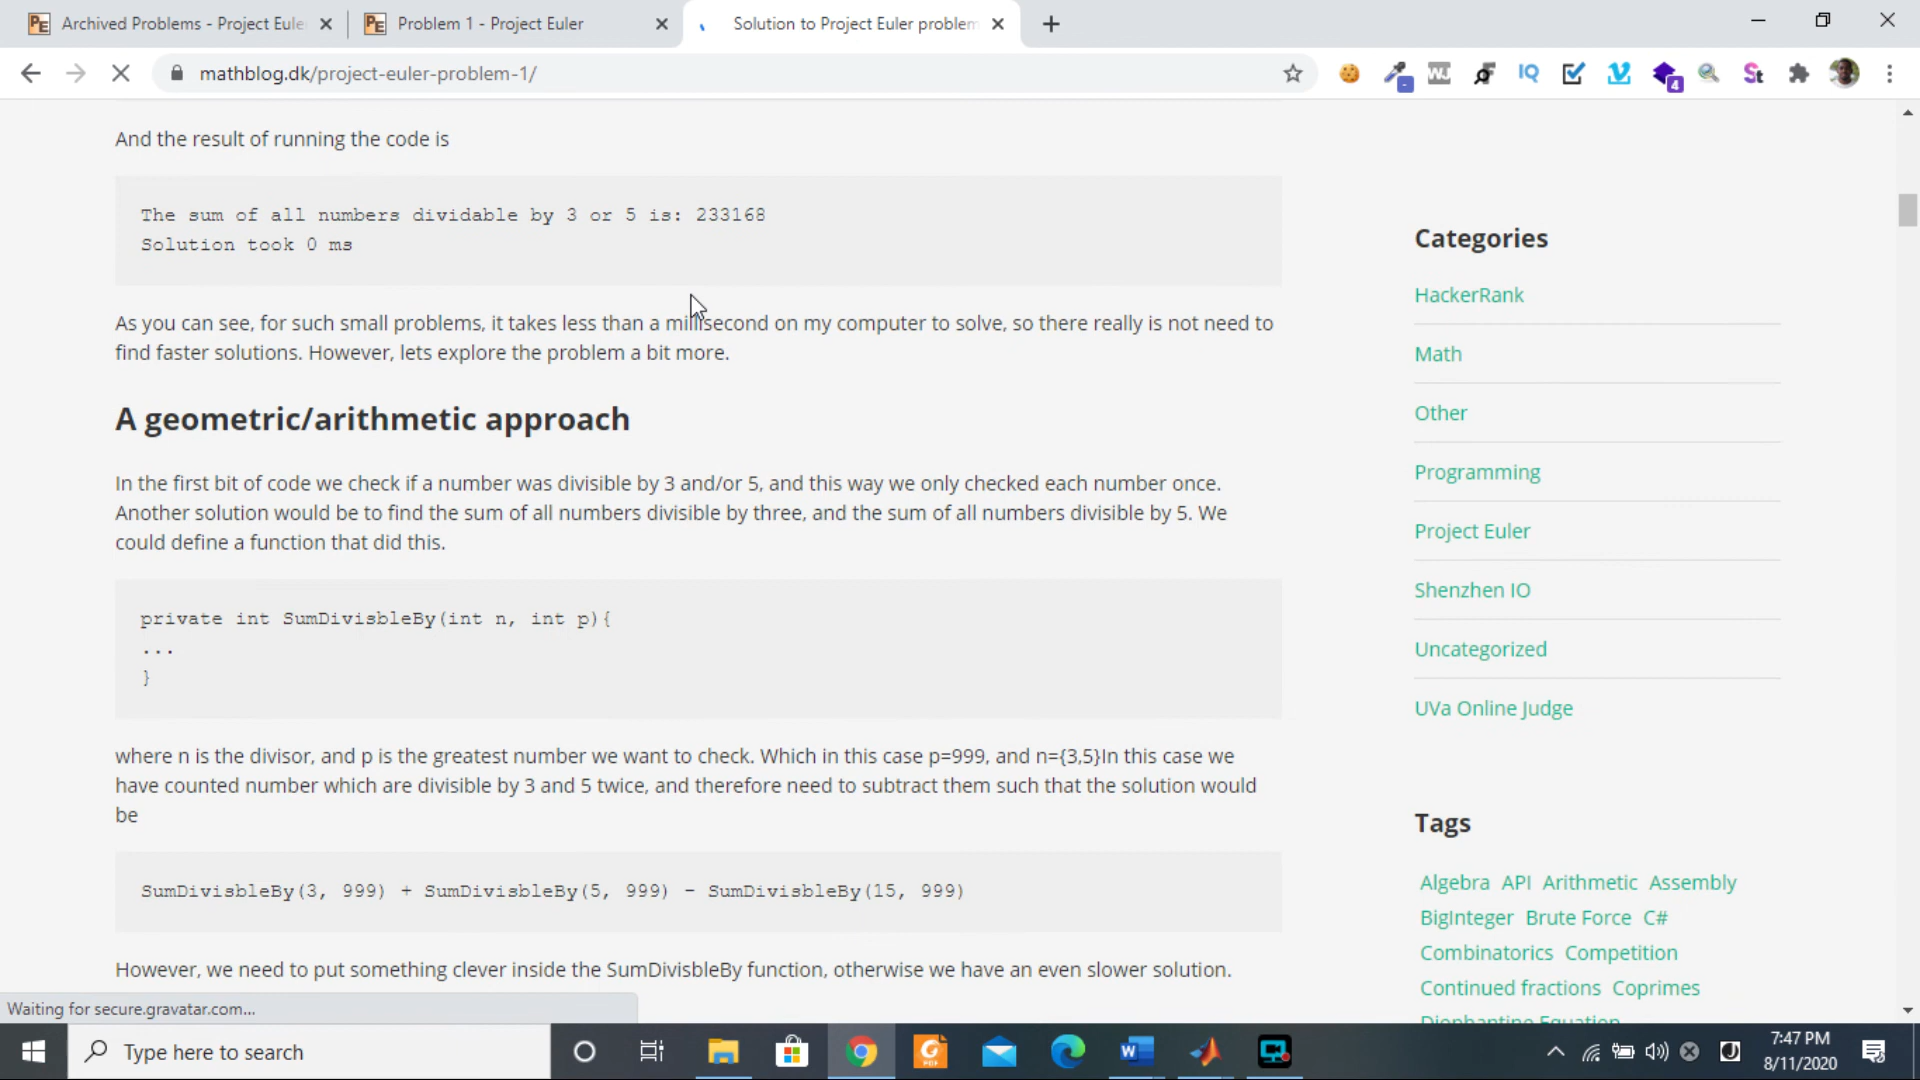 Archived Problems - Project Eule
Problem 1 - Project Euler
Solution to Project Euler problem
mathblog.dk/project-euler-problem-1/
4
And the result of running the code is
The sum of all numbers dividable by 3 or 5 is: 233168
Solution took 0 ms
As you can see, for such small problems, it takes less than a millisecond on my computer to solve, so there really is not need to
find faster solutions. However, lets explore the problem a bit more.
A geometric/arithmetic approach
In the first bit of code we check if a number was divisible by 3 and/or 5, and this way we only checked each number once.
Another solution would be to find the sum of all numbers divisible by three, and the sum of all numbers divisible by 5. We
could define a function that did this.
private int SumDivisbleBy(int n, int p){
...
}
where n is the divisor, and p is the greatest number we want to check. Which in this case p=999, and n={3,5}In this case we
have counted number which are divisible by 3 and 5 twice, and therefore need to subtract them such that the solution would
be
SumDivisbleBy(3, 999) + SumDivisbleBy(5, 999) - SumDivisbleBy(15, 999)
However, we need to put something clever inside the SumDivisbleBy function, otherwise we have an even slower solution.
Categories
HackerRank
Math
Other
Programming
Project Euler
Shenzhen IO
Uncategorized
UVa Online Judge
Tags
Algebra API Arithmetic Assembly
BigInteger Brute Force C#
Combinatorics Competition
Continued fractions Coprimes
Diophantine Equation
Waiting for secure.gravatar.com...
Type here to search
7:47 PM
8/11/2020